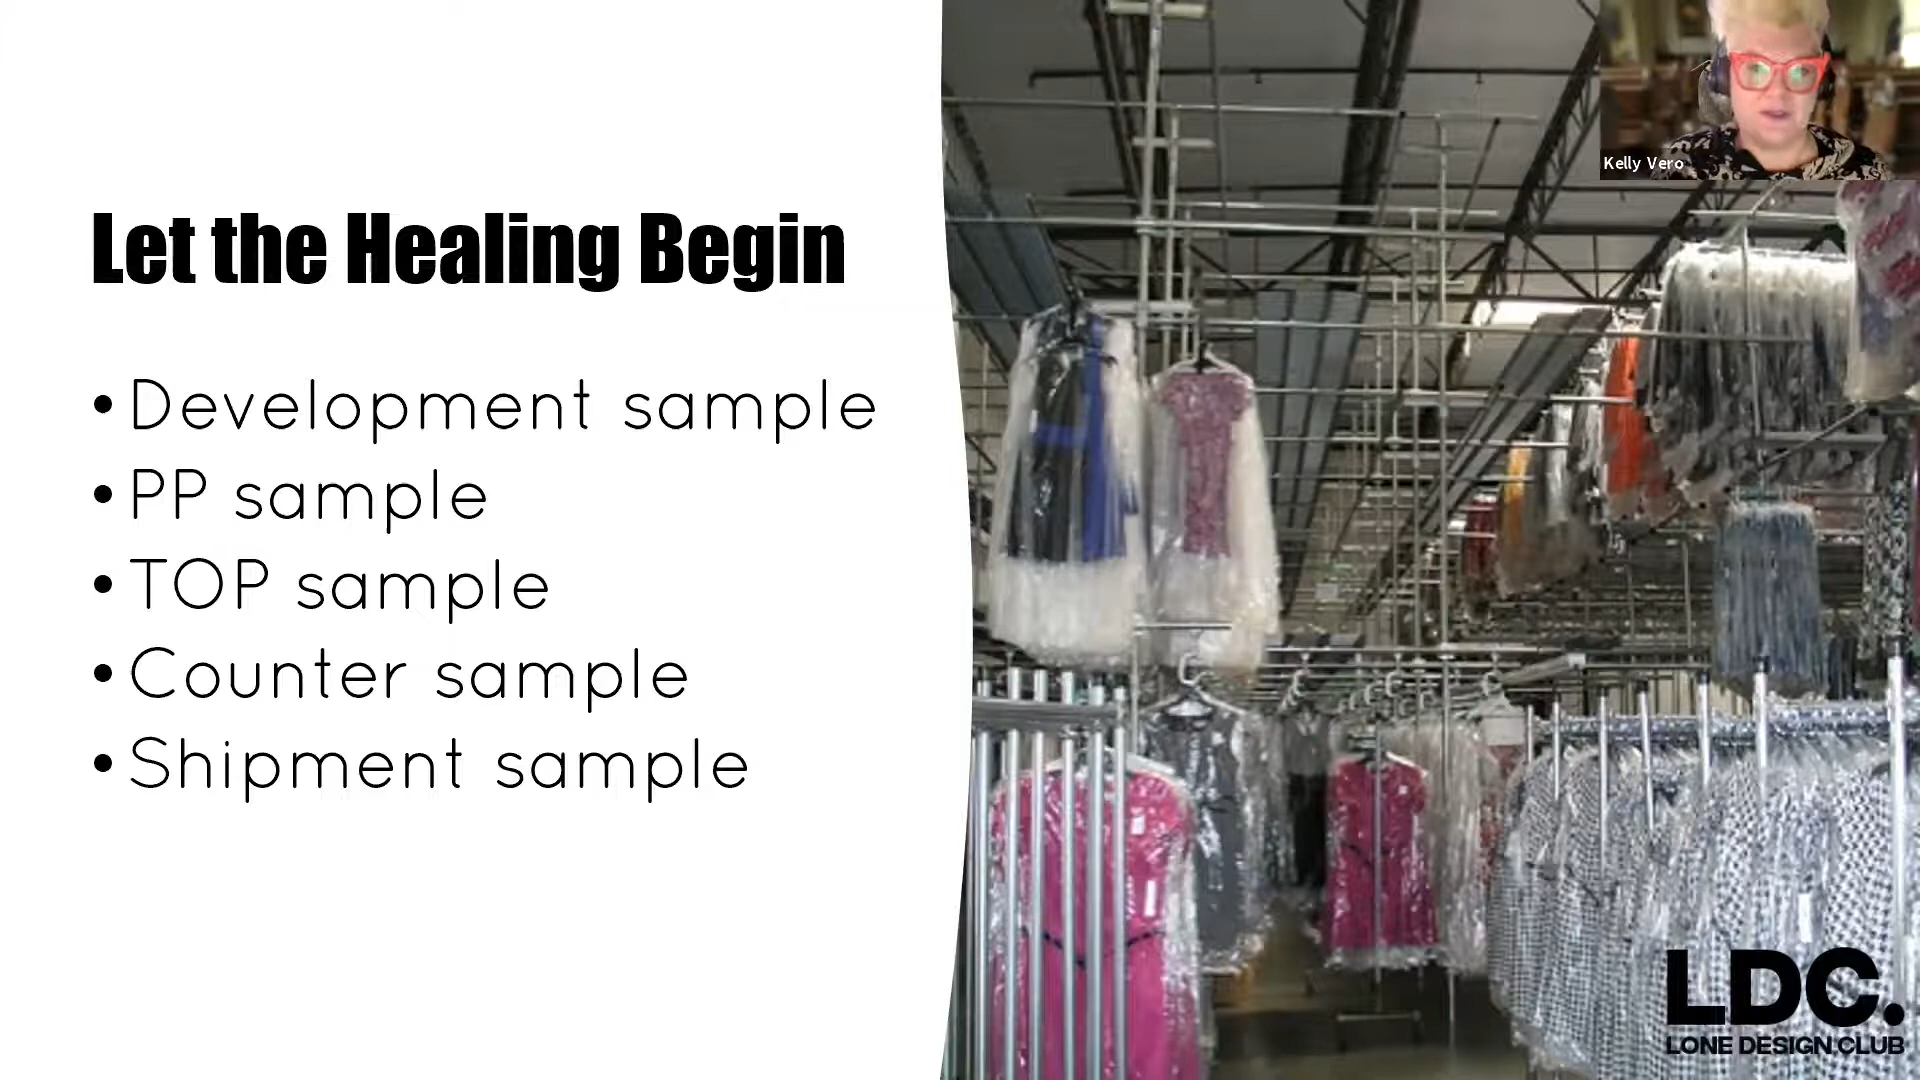 Kelly Vero
Let the Healing Begin
• Development sample
• PP sample
• TOP sample
• Counter sample
• Shipment sample
LDC.
LONE DESIGN CLUB